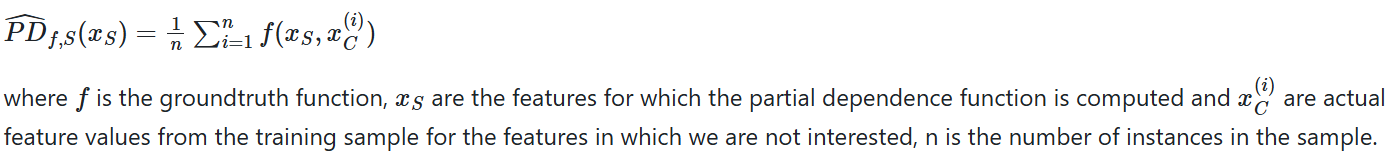 $\widehat{PD}_{f,S}(x_S) = \frac{1}{n} \sum_{i=1}^{n} f(x_S, x_C^{(i)})$
where $f$ is the groundtruth function, $x_S$ are the features for which the partial dependence function is computed and $x_C^{(i)}$ are actual
feature values from the training sample for the features in which we are not interested, n is the number of instances in the sample.